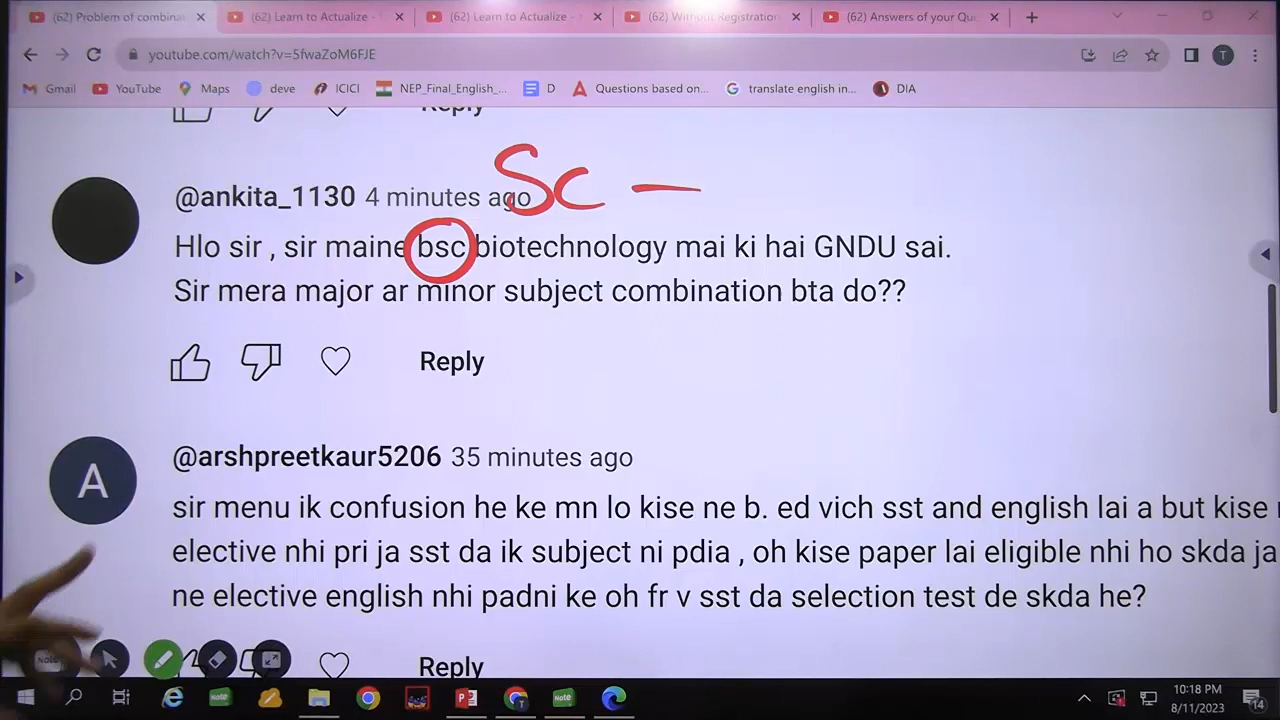 (62) Problem of combina
(62) Learn to Actualize -
(62) Learn to Actualize -
(62) Without Registration
(62) Answers of your Que
youtube.com/watch?v=5fwaZoM6FJE
T
Gmail
YouTube
Maps
deve
ICICI
NEP_Final_English_...
D
Questions based on...
translate english in...
DIA
Reply
Sc —
@ankita_1130 4 minutes ago
Hlo sir , sir maine bsc biotechnology mai ki hai GNDU sai.
Sir mera major ar minor subject combination bta do??
Reply
A
@arshpreetkaur5206 35 minutes ago
sir menu ik confusion he ke mn lo kise ne b. ed vich sst and english lai a but kise
elective nhi pri ja sst da ik subject ni pdia , oh kise paper lai eligible nhi ho skda ja
ne elective english nhi padni ke oh fr v sst da selection test de skda he?
Reply
Note
Note
Note
10:18 PM
8/11/2023
14